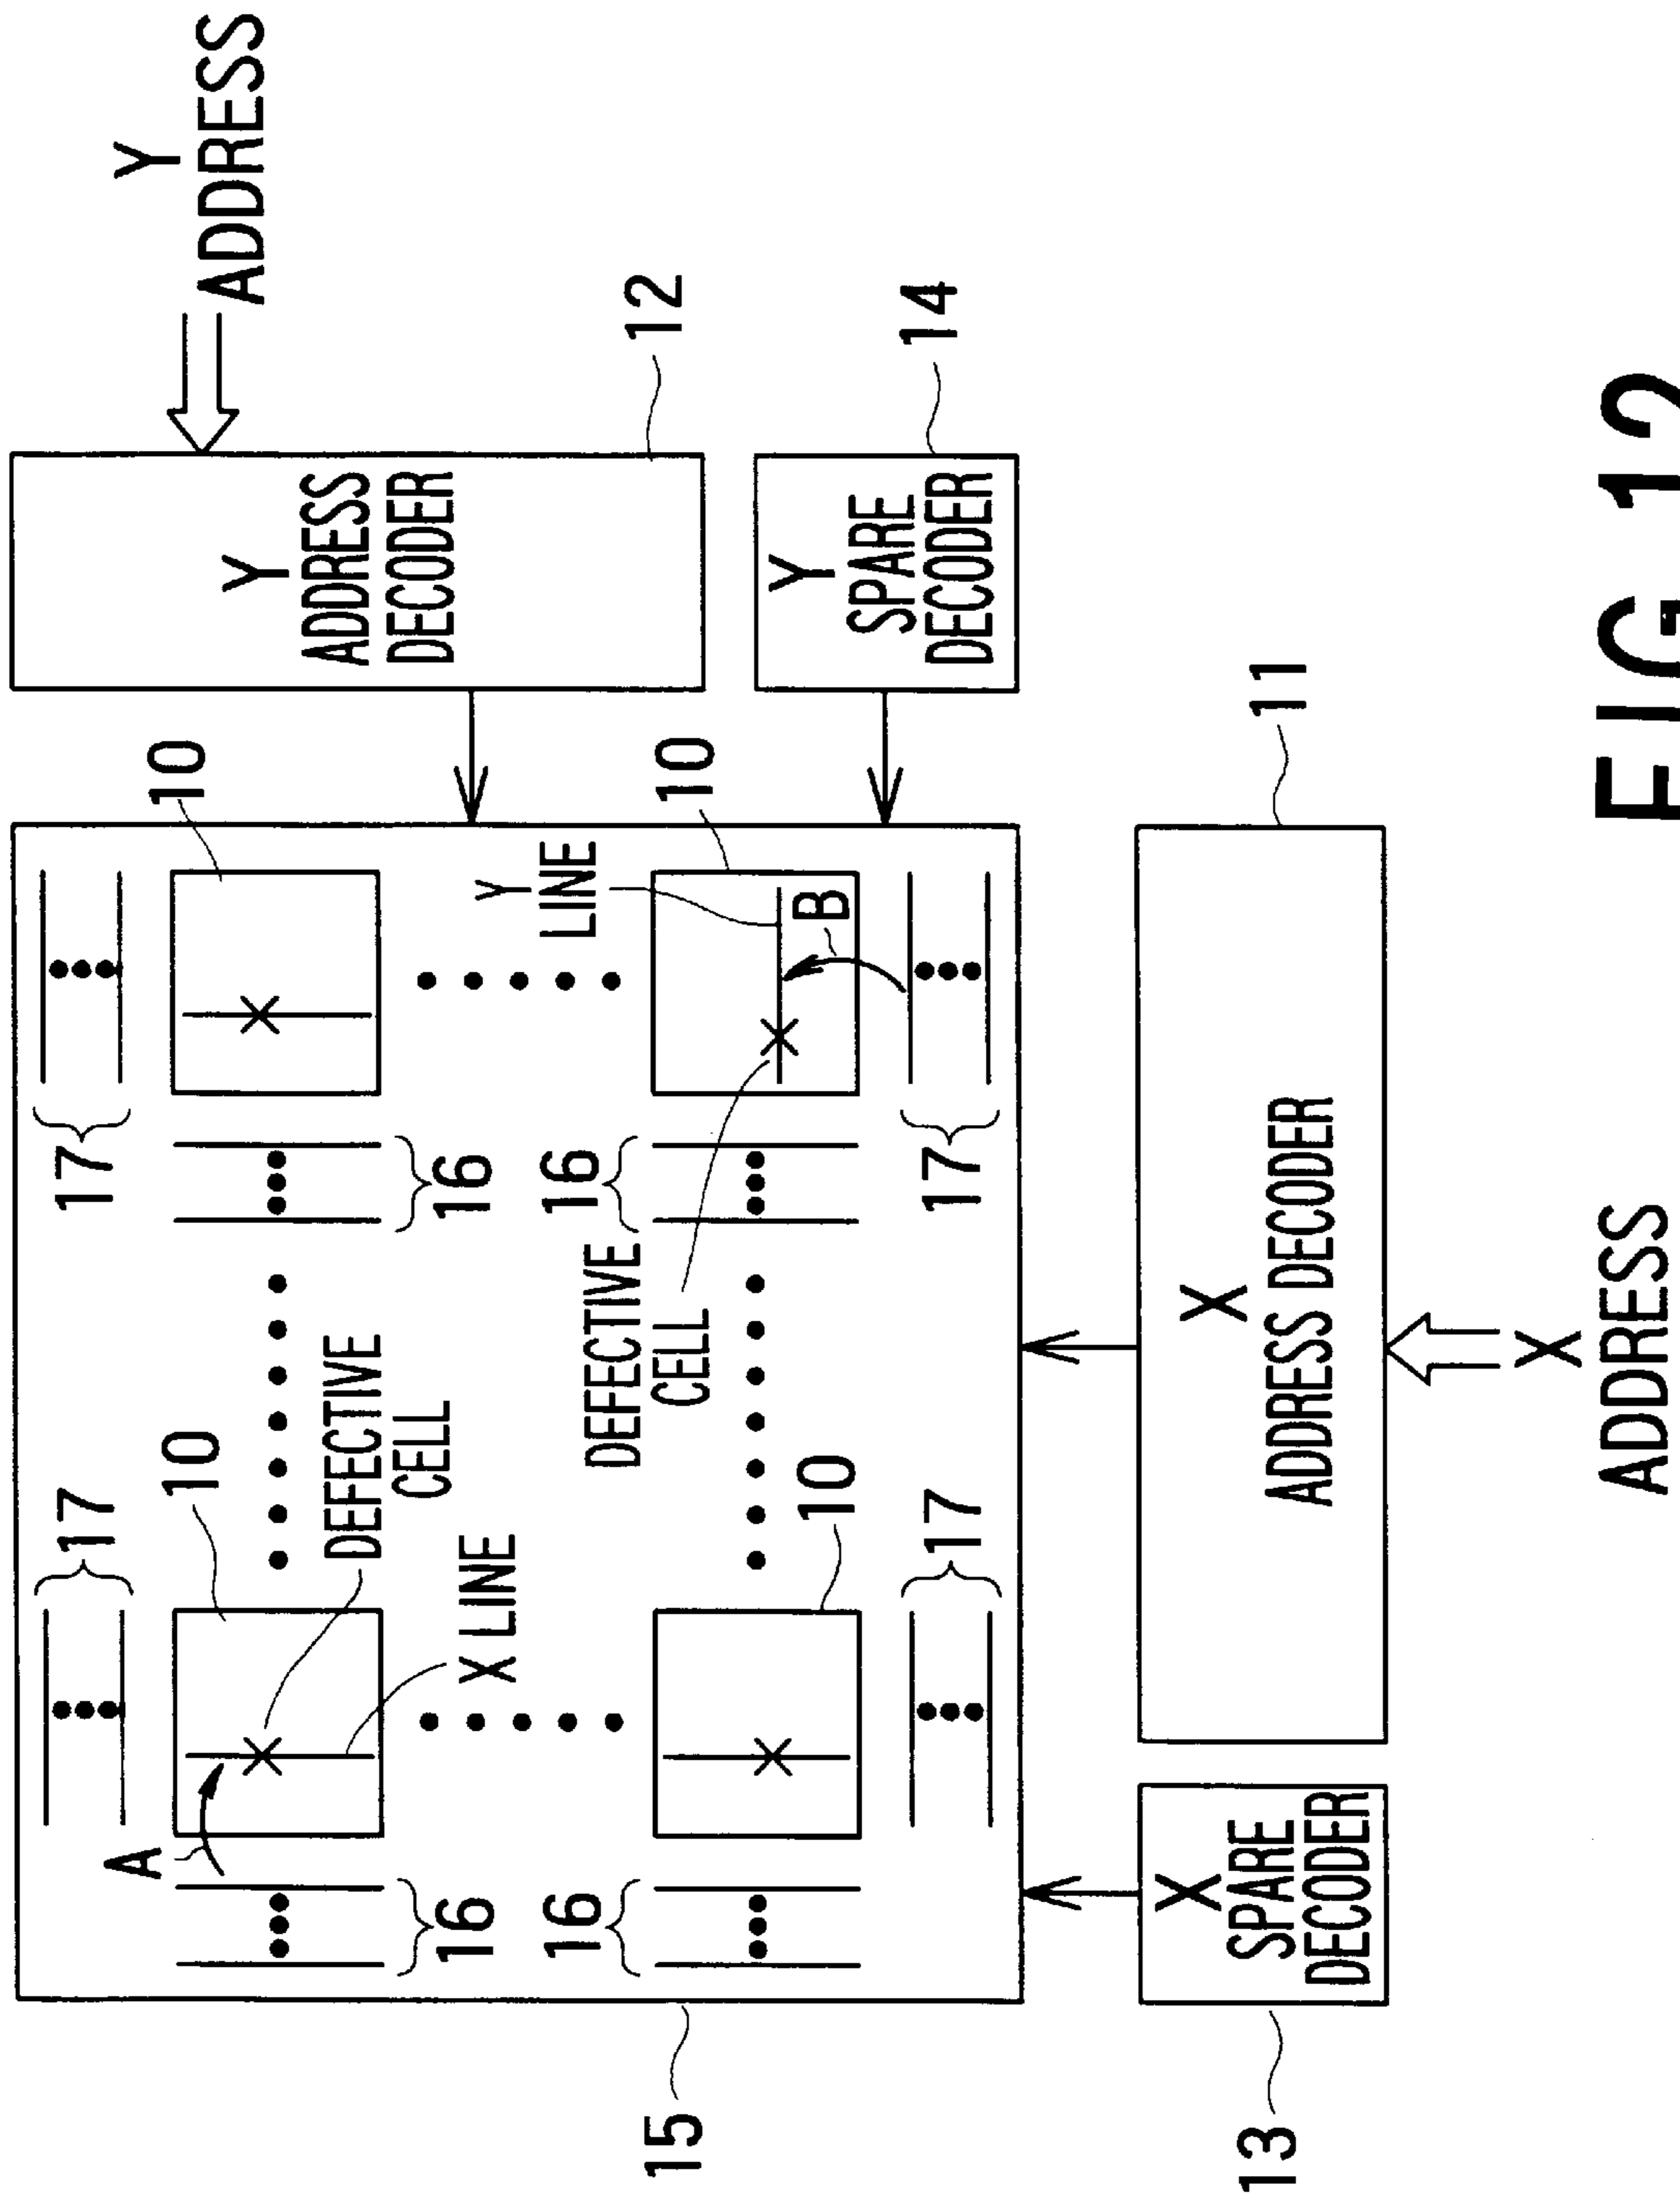 Y
ADDRESS
17
17
A
10
10
Y
ADDRESS
DECODER
12
DEFECTIVE
CELL
16
16
X LINE
Y
LINE
16
16
DEFECTIVE
CELL
10
10
B
15
Y
SPARE
DECODER
14
17
17
X
SPARE
DECODER
13
X
ADDRESS DECODER
11
X
ADDRESS
FIG.12